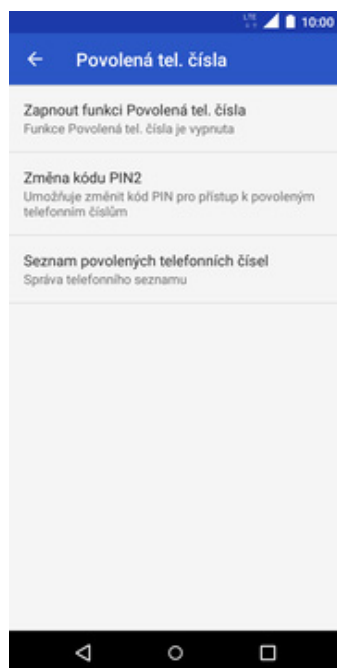 LTE 10:00
Povolená tel. čísla
Zapnout funkci Povolená tel. čísla
Funkce Povolená tel. čísla je vypnuta
Změna kódu PIN2
Umožňuje změnit kód PIN pro přístup k povoleným
telefonním číslům
Seznam povolených telefonních čísel
Správa telefonního seznamu